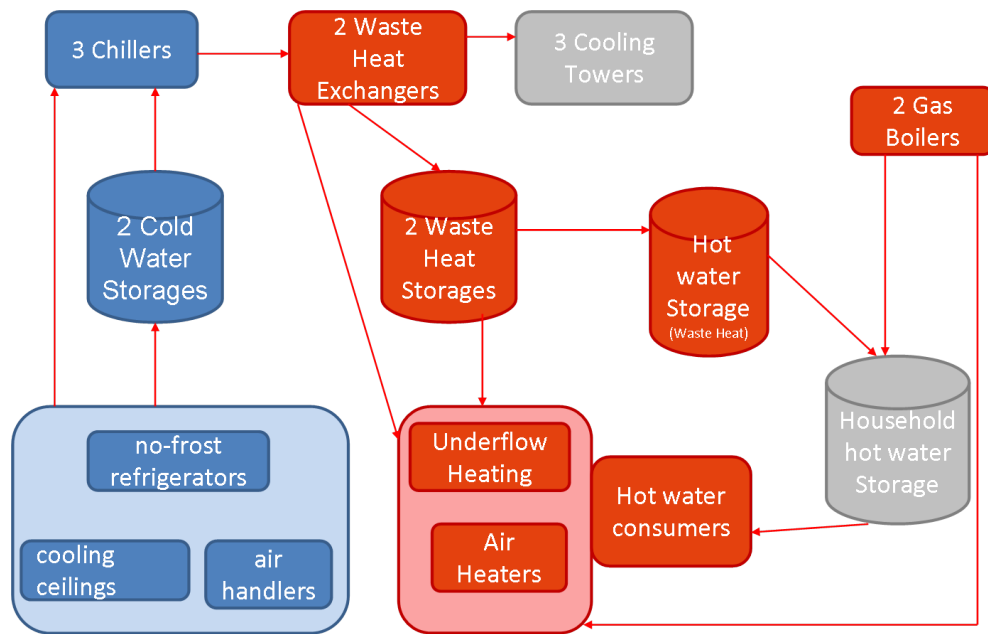 3 Chillers
2 Waste
Heat
Exchangers
3 Cooling
Towers
2 Gas
Boilers
2 Cold
Water
Storages
2 Waste
Heat
Storages
Hot
water
Storage
(Waste Heat)
no-frost
refrigerators
cooling
ceilings
air
handlers
Underflow
Heating
Air
Heaters
Hot water
consumers
Household
hot water
Storage